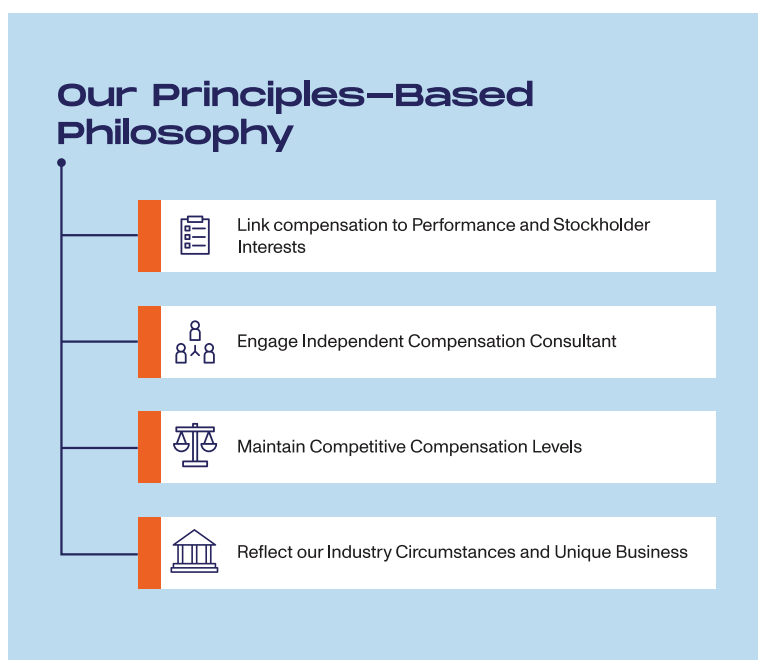 Our Principles–Based
Philosophy
Link compensation to Performance and Stockholder
Interests
Engage Independent Compensation Consultant
Maintain Competitive Compensation Levels
Reflect our Industry Circumstances and Unique Business